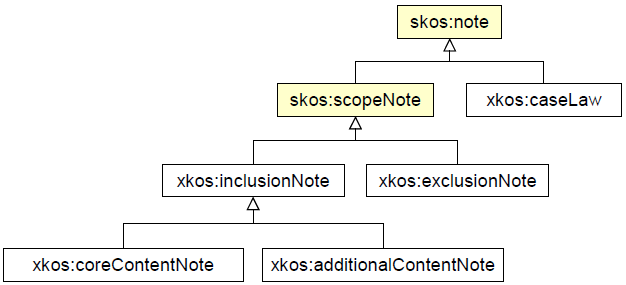 skos:note
skos:scopeNote
xkos:caseLaw
xkos:inclusionNote
xkos:exclusionNote
xkos:coreContentNote
xkos:additionalContentNote